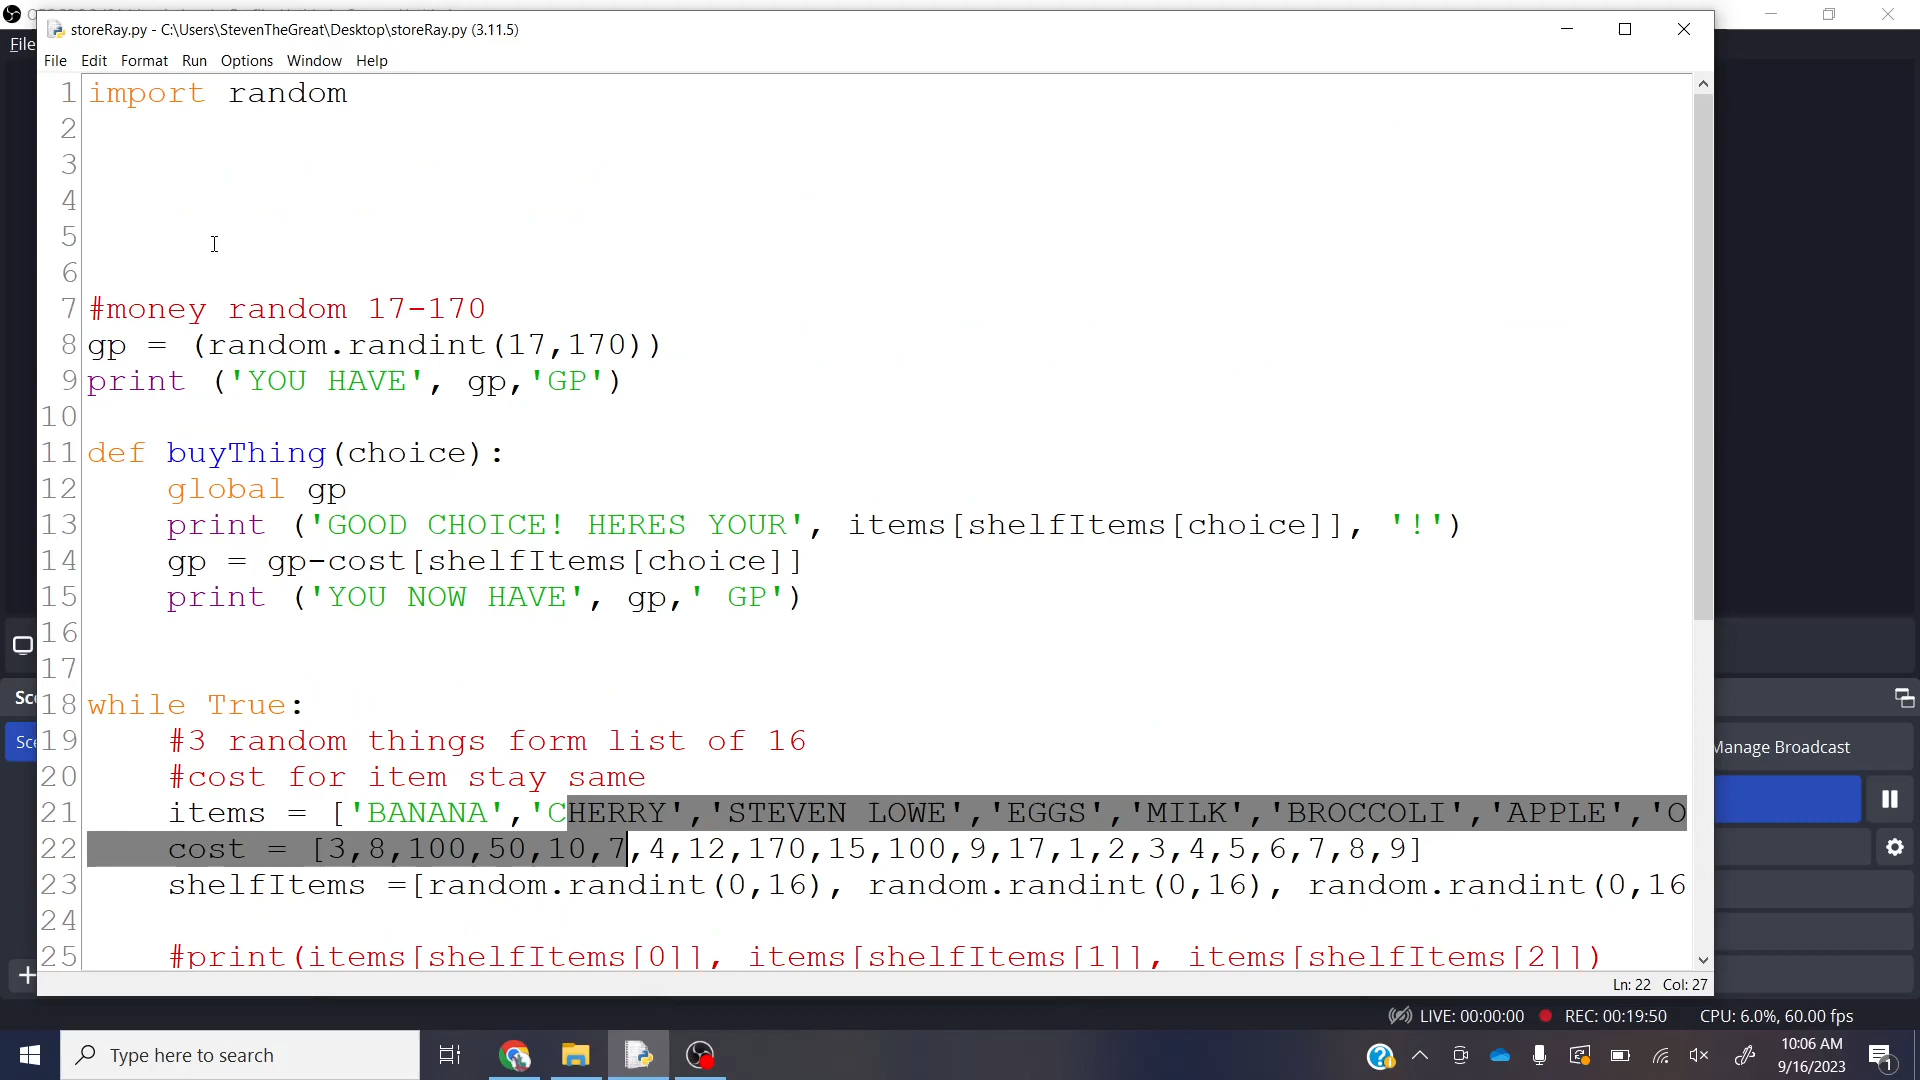 storeRay.py - C:\Users\StevenTheGreat\Desktop\storeRay.py (3.11.5)
File
File Edit Format Run Options Window Help
1 import random
2
3
4
5
6
7 #money random 17-170
8 gp = (random.randint(17,170))
9 print ('YOU HAVE', gp,'GP')
10
11 def buyThing(choice):
12 global gp
13 print ('GOOD CHOICE! HERES YOUR', items[shelfItems[choice]], '!')
14 gp = gp-cost[shelfItems[choice]]
15 print ('YOU NOW HAVE', gp,' GP')
16
17
18 while True:
19 #3 random things form list of 16
20 #cost for item stay same
21 items = ['BANANA','CHERRY','STEVEN LOWE','EGGS','MILK','BROCCOLI','APPLE','O
22 cost = [3,8,100,50,10,7,4,12,170,15,100,9,17,1,2,3,4,5,6,7,8,9]
23 shelfItems =[random.randint(0,16), random.randint(0,16), random.randint(0,16
24
25 #print(items[shelfItems[0]], items[shelfItems[1]], items[shelfItems[2]])
Sc
Sce
Manage Broadcast
Ln: 22 Col: 27
LIVE: 00:00:00 REC: 00:19:50 CPU: 6.0%, 60.00 fps
Type here to search
10:06 AM
9/16/2023
1